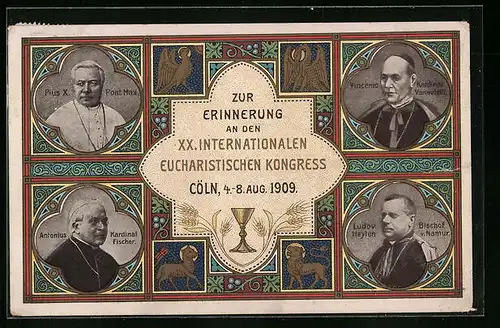 Pius X. Pont. Max.
Vincenz Kardinal
Vannutelli.
ZUR
ERINNERUNG
AN DEN
XX. INTERNATIONALEN
EUCHARISTISCHEN KONGRESS
CÖLN, 4.-8. AUG. 1909.
Antonius Kardinal
Fischer.
Ludov. Bischof
Heylen v. Namur.